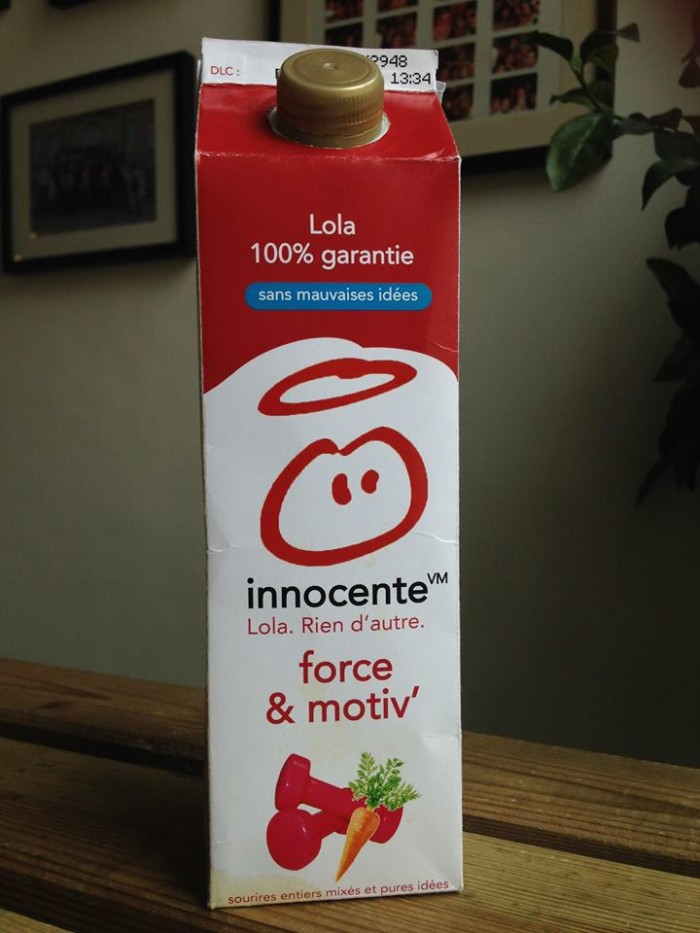 DLC :
13:34
Lola
100% garantie
sans mauvaises idées
innocente VM
Lola. Rien d'autre.
force
& motiv'
sourires entiers mixés et pures idées